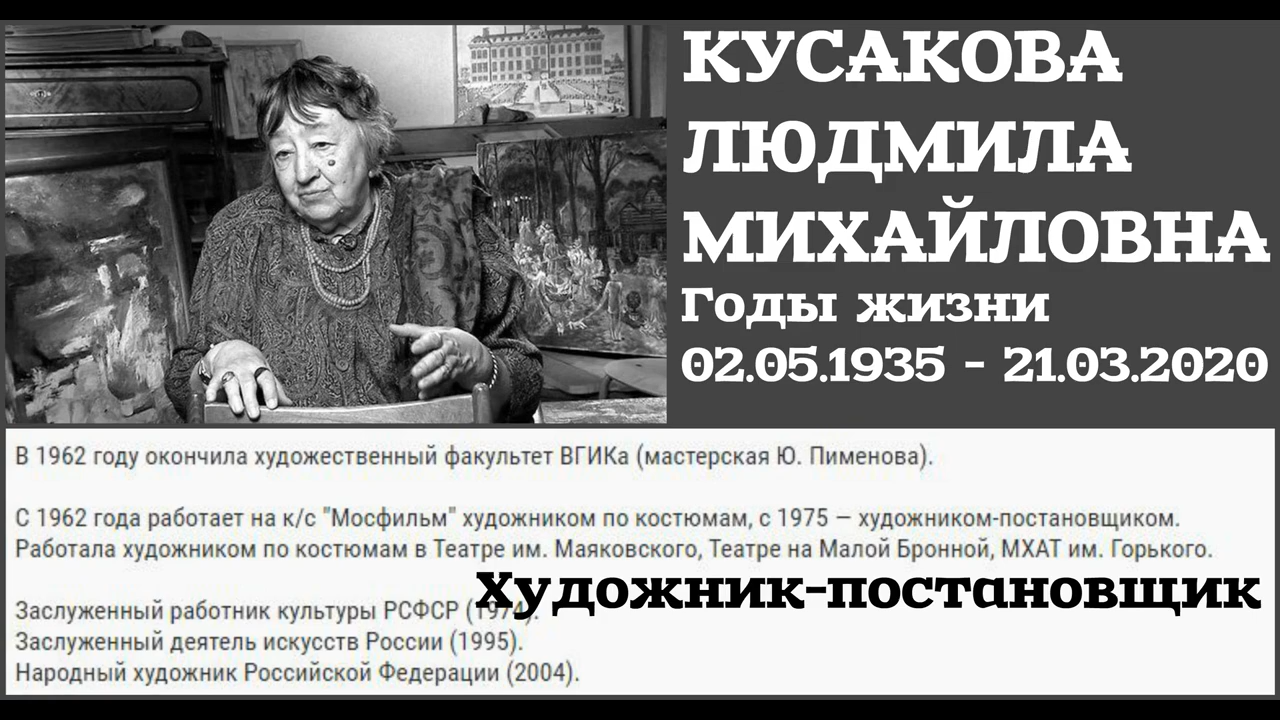 КУСАКОВА
ЛЮДМИЛА
МИХАЙЛОВНА
Годы жизни
02.05.1935 - 21.03.2020
В 1962 году окончила художественный факультет ВГИКа (мастерская Ю. Пименова).
С 1962 года работает на к/с "Мосфильм" художником по костюмам, с 1975 — художником-постановщиком.
Работала художником по костюмам в Театре им. Маяковского, Театре на Малой Бронной, МХАТ им. Горького.
Художник-постановщик
Заслуженный работник культуры РСФСР (1974).
Заслуженный деятель искусств России (1995).
Народный художник Российской Федерации (2004).